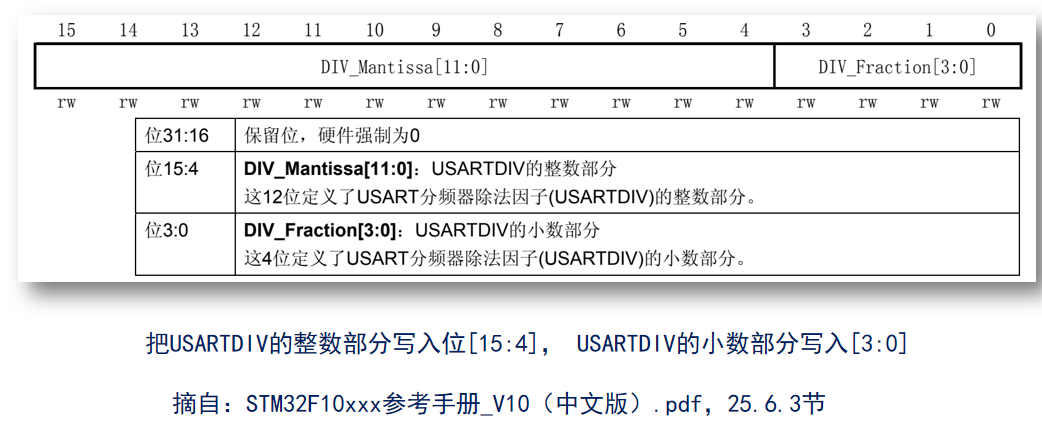 15 14 13 12 11 10 9 8 7 6 5 4 3 2 1 0
DIV_Mantissa[11:0] DIV_Fraction[3:0]
rw rw rw rw rw rw rw rw rw rw rw rw rw rw rw rw
位31:16 保留位，硬件强制为0
位15:4 DIV_Mantissa[11:0]：USARTDIV的整数部分
这12位定义了USART分频器除法因子(USARTDIV)的整数部分。
位3:0 DIV_Fraction[3:0]：USARTDIV的小数部分
这4位定义了USART分频器除法因子(USARTDIV)的小数部分。
把USARTDIV的整数部分写入位[15:4]， USARTDIV的小数部分写入[3:0]
摘自：STM32F10xxx参考手册_V10（中文版）.pdf，25.6.3节